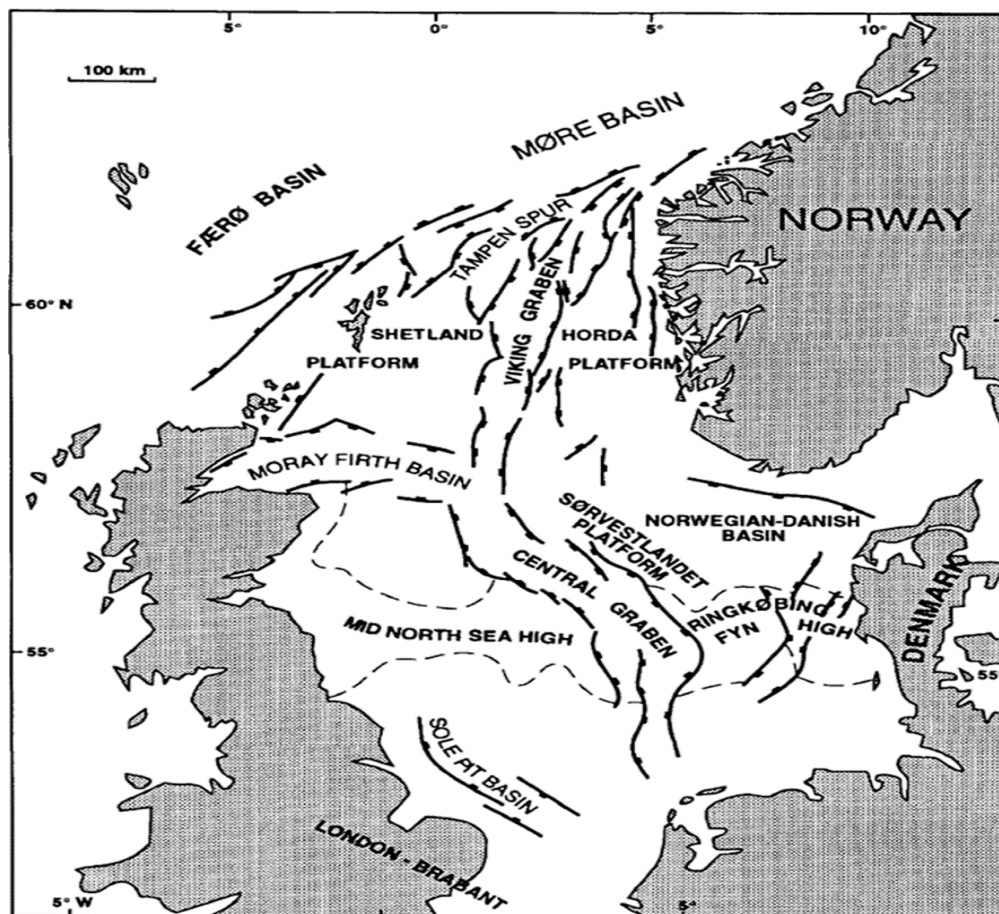 5° 0° 5° 10°
100 km
MØRE BASIN
FÆRØ BASIN
NORWAY
TAMPEN SPUR
60° N
VIKING GRABEN
SHETLAND
PLATFORM
HORDA
PLATFORM
MORAY FIRTH BASIN
SØRVESTLANDET
PLATFORM
NORWEGIAN-DANISH
BASIN
CENTRAL GRABEN
RINGKØBING
FYN HIGH
DENMARK
MID NORTH SEA HIGH
55°
55°
SOLE PIT BASIN
LONDON - BRABANT
5° W
5°